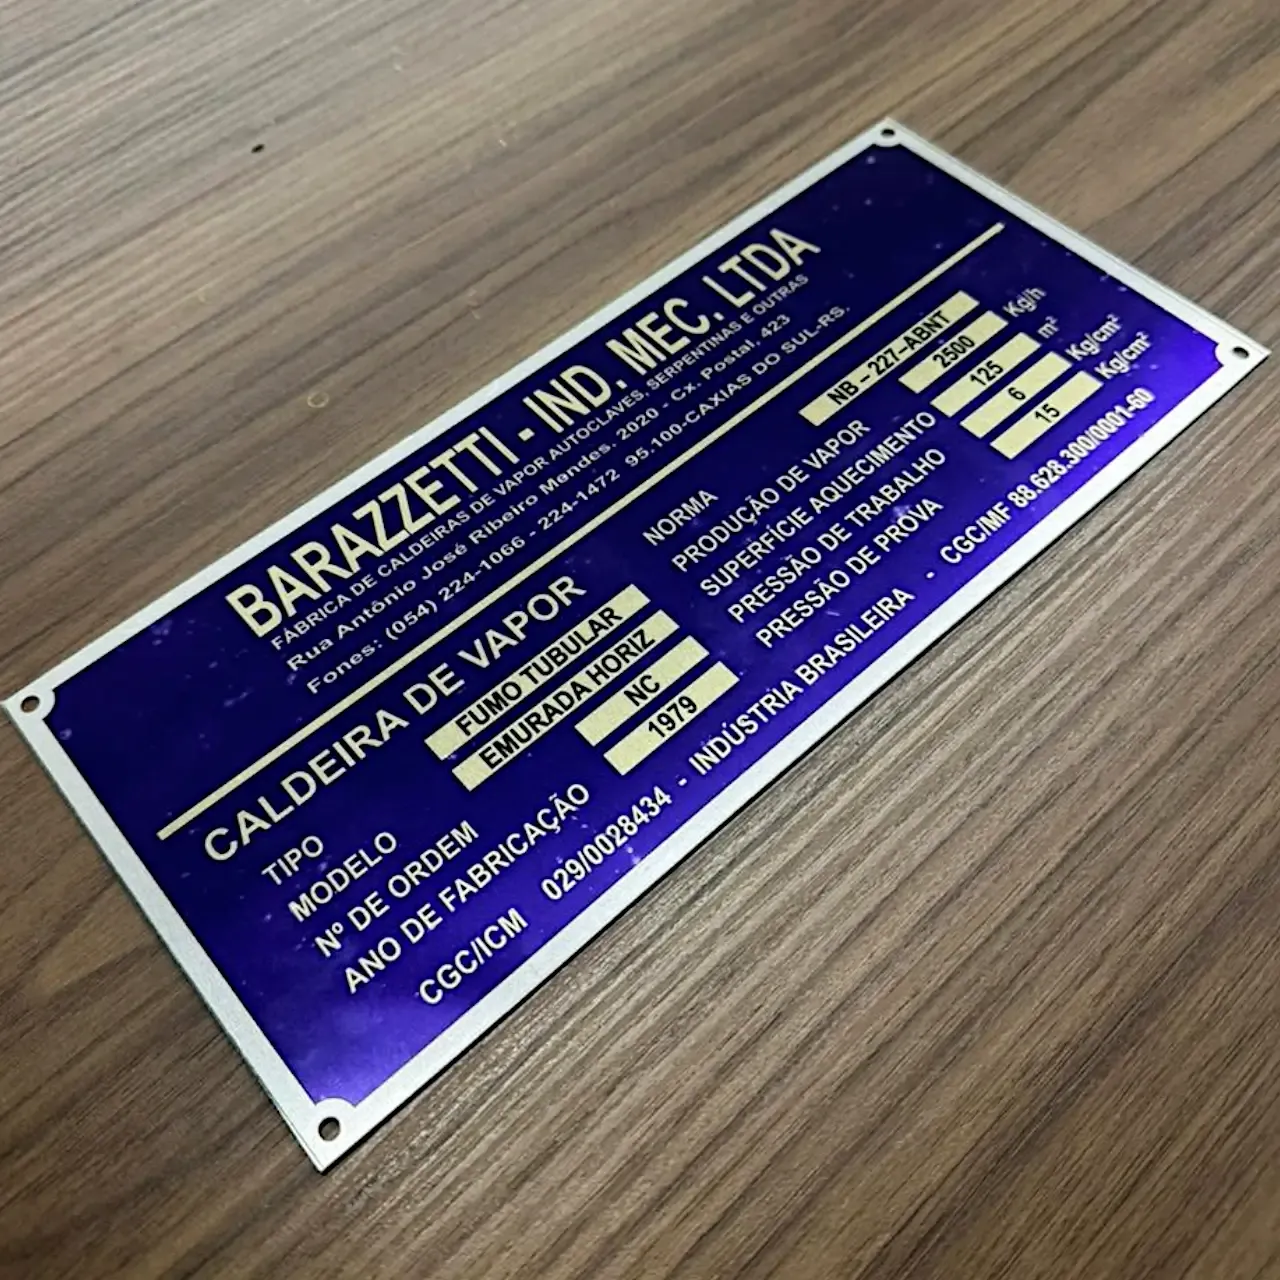 BARAZZETTI - IND. MEC. LTDA
FÁBRICA DE CALDEIRAS DE VAPOR AUTOCLAVES, SERPENTINAS E OUTRAS
Rua Antônio José Ribeiro Mendes, 2020 - Cx. Postal, 423
Fones: (054) 224-1066 - 224-1472 95.100-CAXIAS DO SUL-RS.
CALDEIRA DE VAPOR
TIPO FUMO TUBULAR
MODELO EMURADA HORIZ
Nº DE ORDEM NC
ANO DE FABRICAÇÃO 1979
NORMA NB – 227–ABNT
PRODUÇÃO DE VAPOR 2500 Kg/h
SUPERFÍCIE AQUECIMENTO 125 m²
PRESSÃO DE TRABALHO 6 Kg/cm²
PRESSÃO DE PROVA 15 Kg/cm²
CGC/ICM 029/0028434 - INDÚSTRIA BRASILEIRA - CGC/MF 88.628.300/0001-60